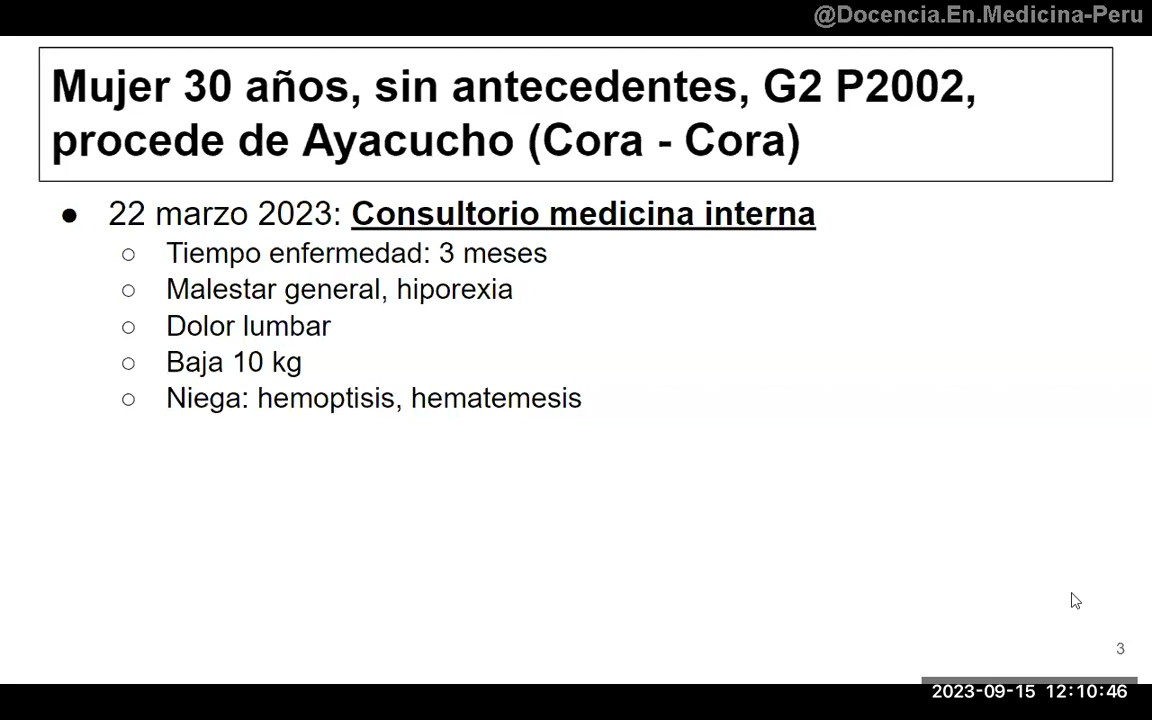 @Docencia.En.Medicina-Peru
Mujer 30 años, sin antecedentes, G2 P2002,
procede de Ayacucho (Cora - Cora)
● 22 marzo 2023: Consultorio medicina interna
○ Tiempo enfermedad: 3 meses
○ Malestar general, hiporexia
○ Dolor lumbar
○ Baja 10 kg
○ Niega: hemoptisis, hematemesis
3
2023-09-15 12:10:46